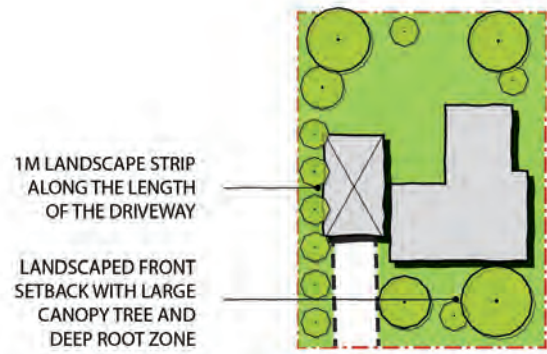 1M LANDSCAPE STRIP
ALONG THE LENGTH
OF THE DRIVEWAY
LANDSCAPED FRONT
SETBACK WITH LARGE
CANOPY TREE AND
DEEP ROOT ZONE